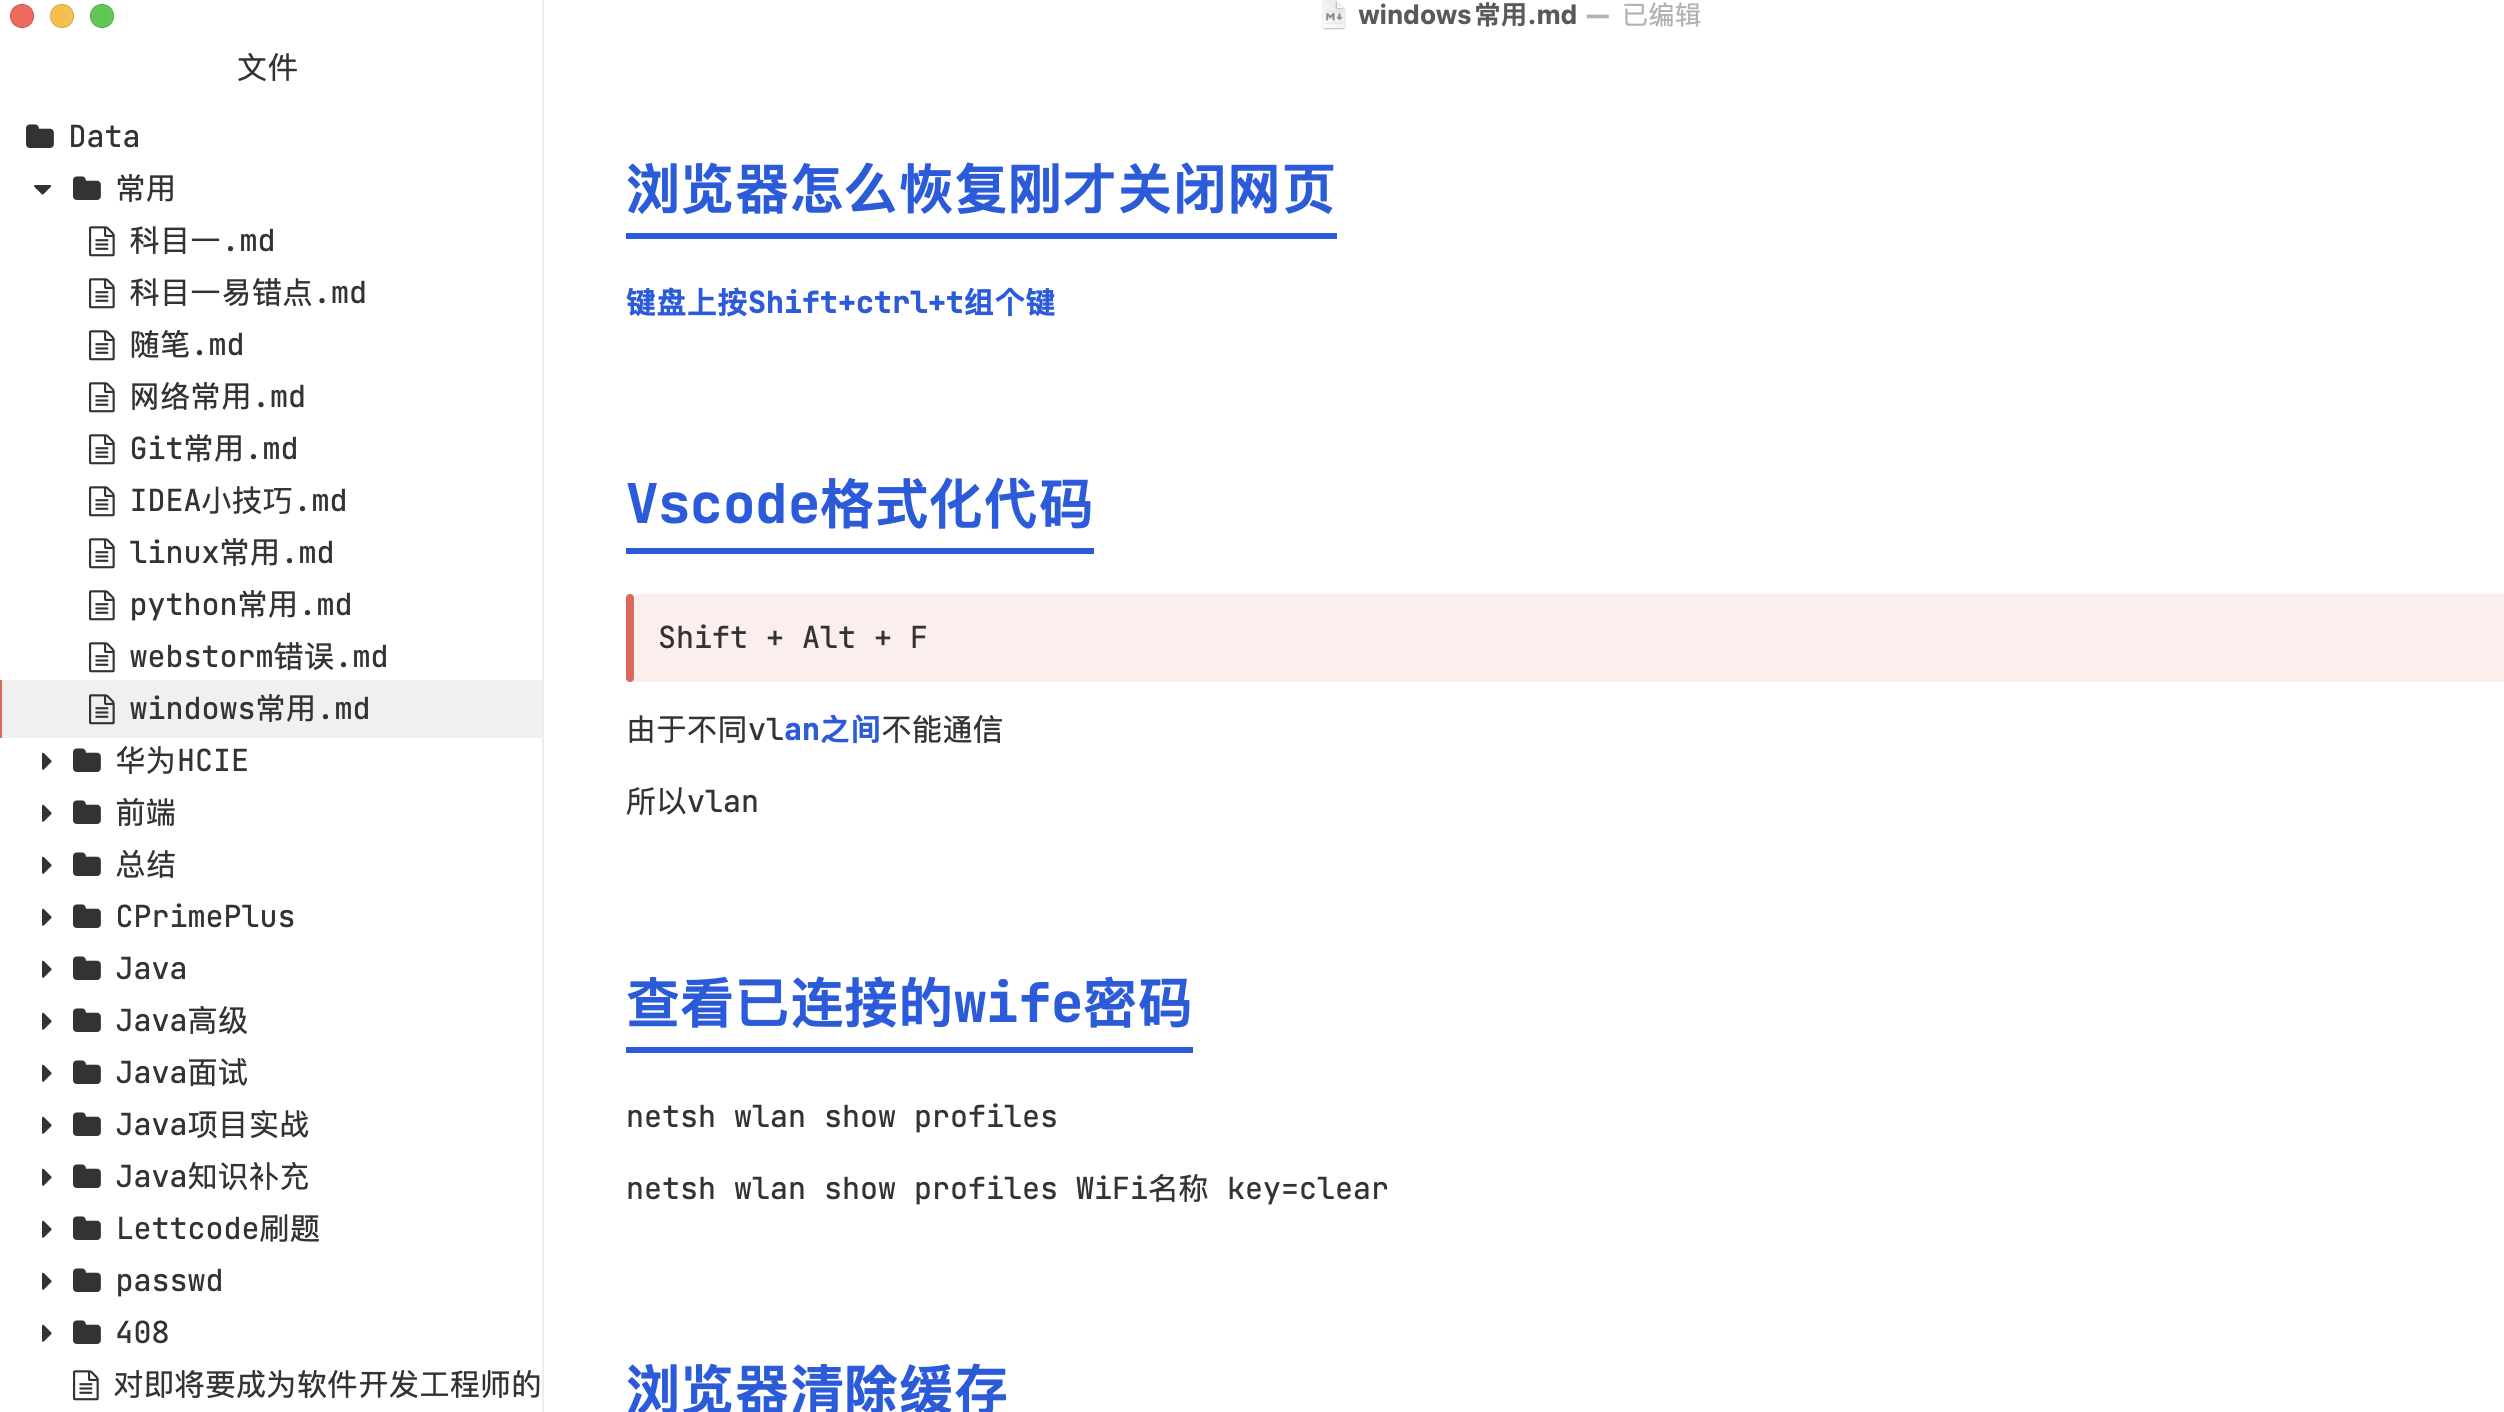 windows常用.md — 已编辑
文件
Data
常用
科目一.md
科目一易错点.md
随笔.md
网络常用.md
Git常用.md
IDEA小技巧.md
linux常用.md
python常用.md
webstorm错误.md
windows常用.md
华为HCIE
前端
总结
CPrimePlus
Java
Java高级
Java面试
Java项目实战
Java知识补充
Lettcode刷题
passwd
408
对即将要成为软件开发工程师的
浏览器怎么恢复刚才关闭网页
键盘上按Shift+ctrl+t组个键
Vscode格式化代码
Shift + Alt + F
由于不同vlan之间不能通信
所以vlan
查看已连接的wife密码
netsh wlan show profiles
netsh wlan show profiles WiFi名称 key=clear
浏览器清除缓存